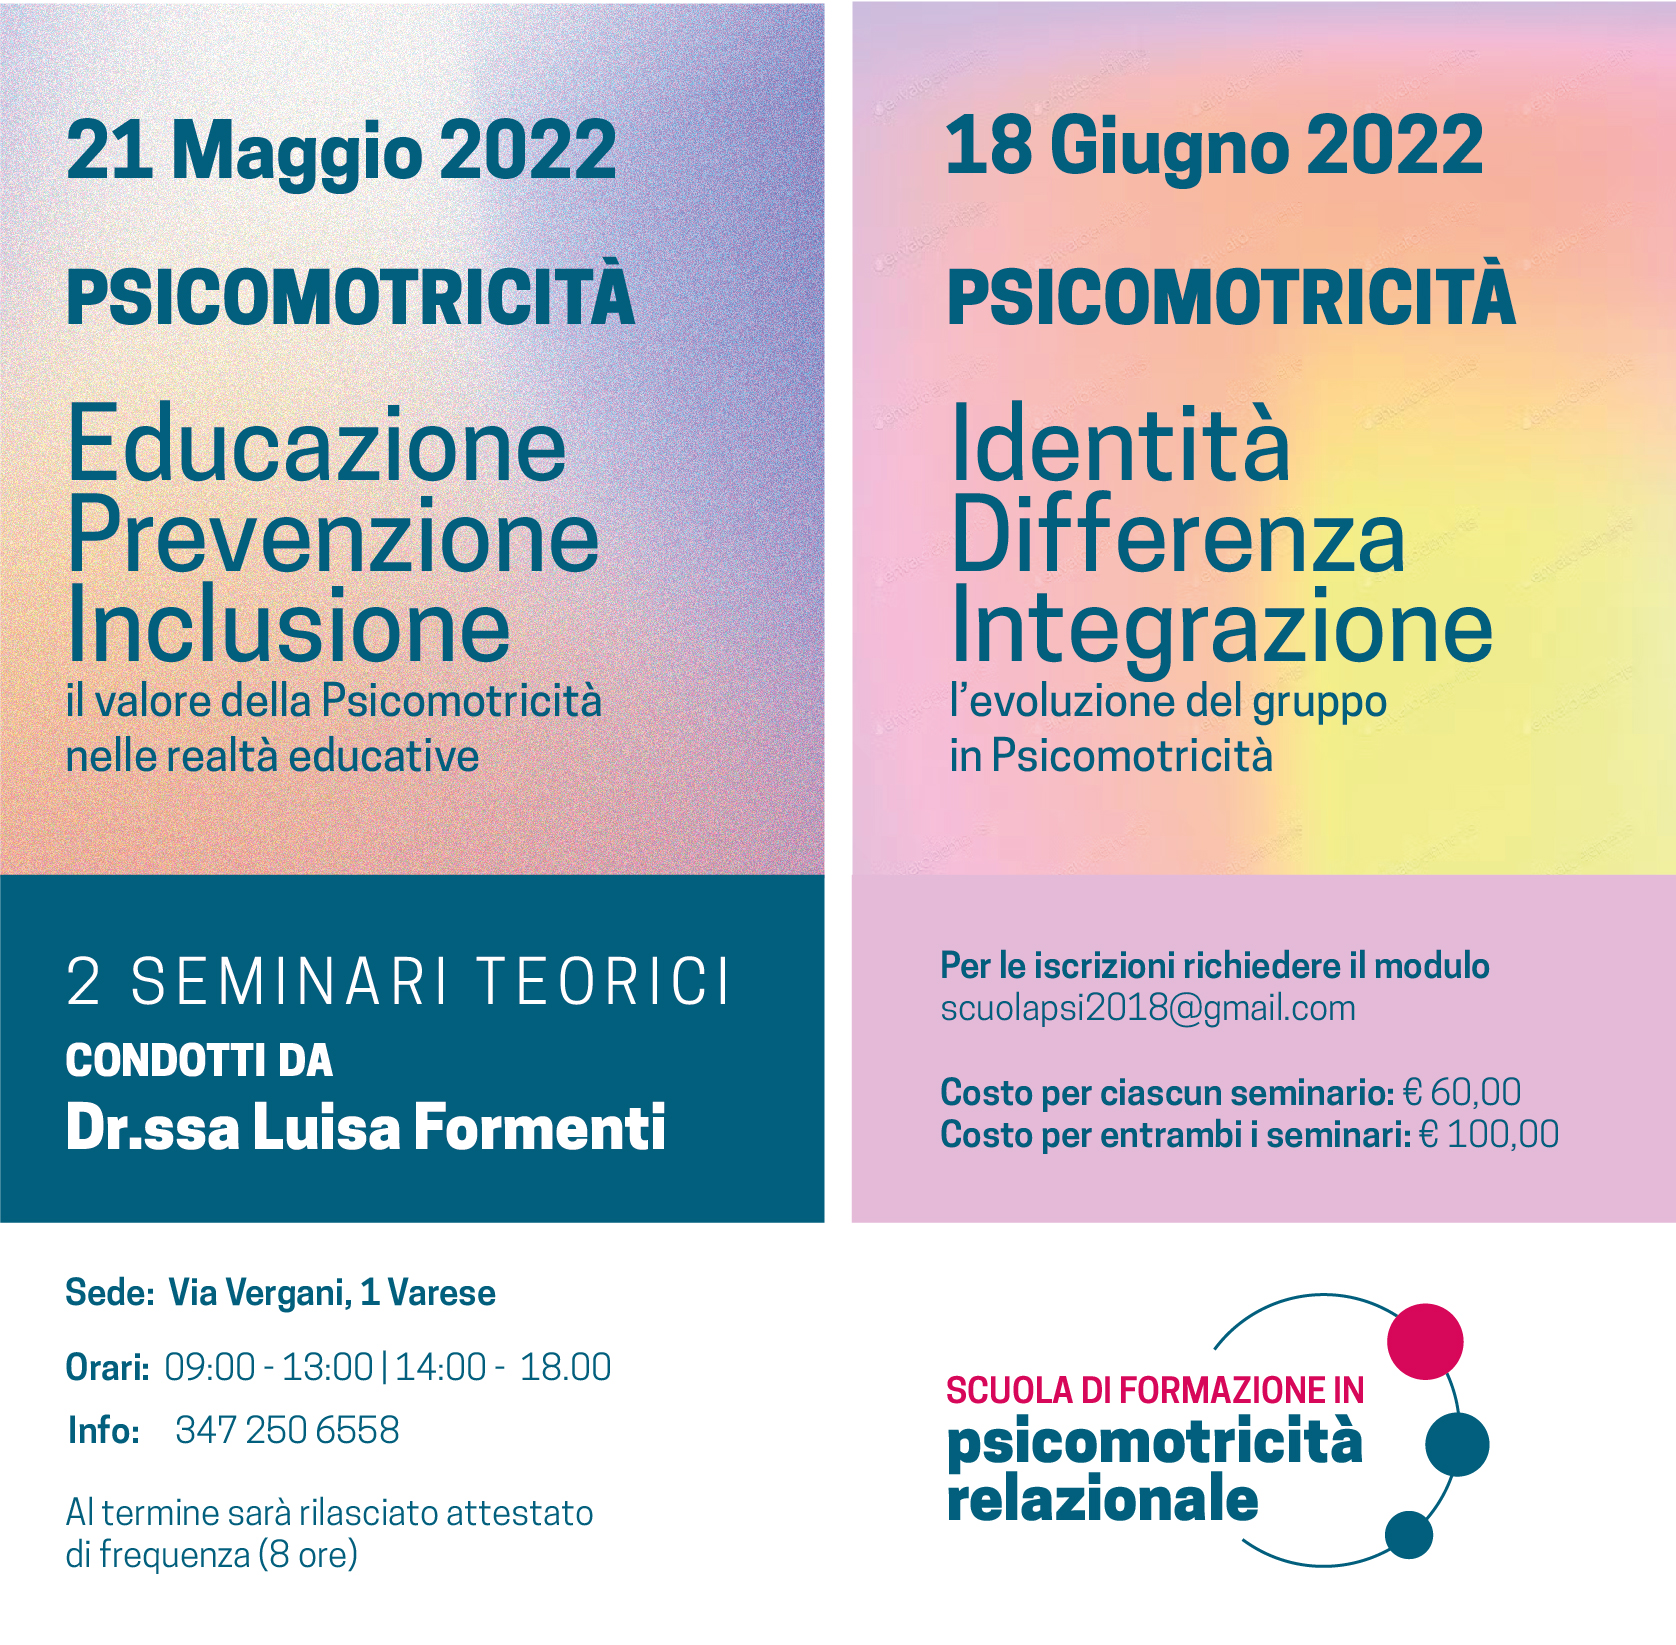 21 Maggio 2022
PSICOMOTRICITÀ
Educazione
Prevenzione
Inclusione
il valore della Psicomotricità
nelle realtà educative
18 Giugno 2022
PSICOMOTRICITÀ
Identità
Differenza
Integrazione
l’evoluzione del gruppo
in Psicomotricità
2 SEMINARI TEORICI
CONDOTTI DA
Dr.ssa Luisa Formenti
Per le iscrizioni richiedere il modulo
scuolapsi2018@gmail.com
Costo per ciascun seminario: € 60,00
Costo per entrambi i seminari: € 100,00
Sede: Via Vergani, 1 Varese
Orari: 09:00 - 13:00 | 14:00 - 18.00
Info: 347 250 6558
Al termine sarà rilasciato attestato
di frequenza (8 ore)
SCUOLA DI FORMAZIONE IN
psicomotricità
relazionale